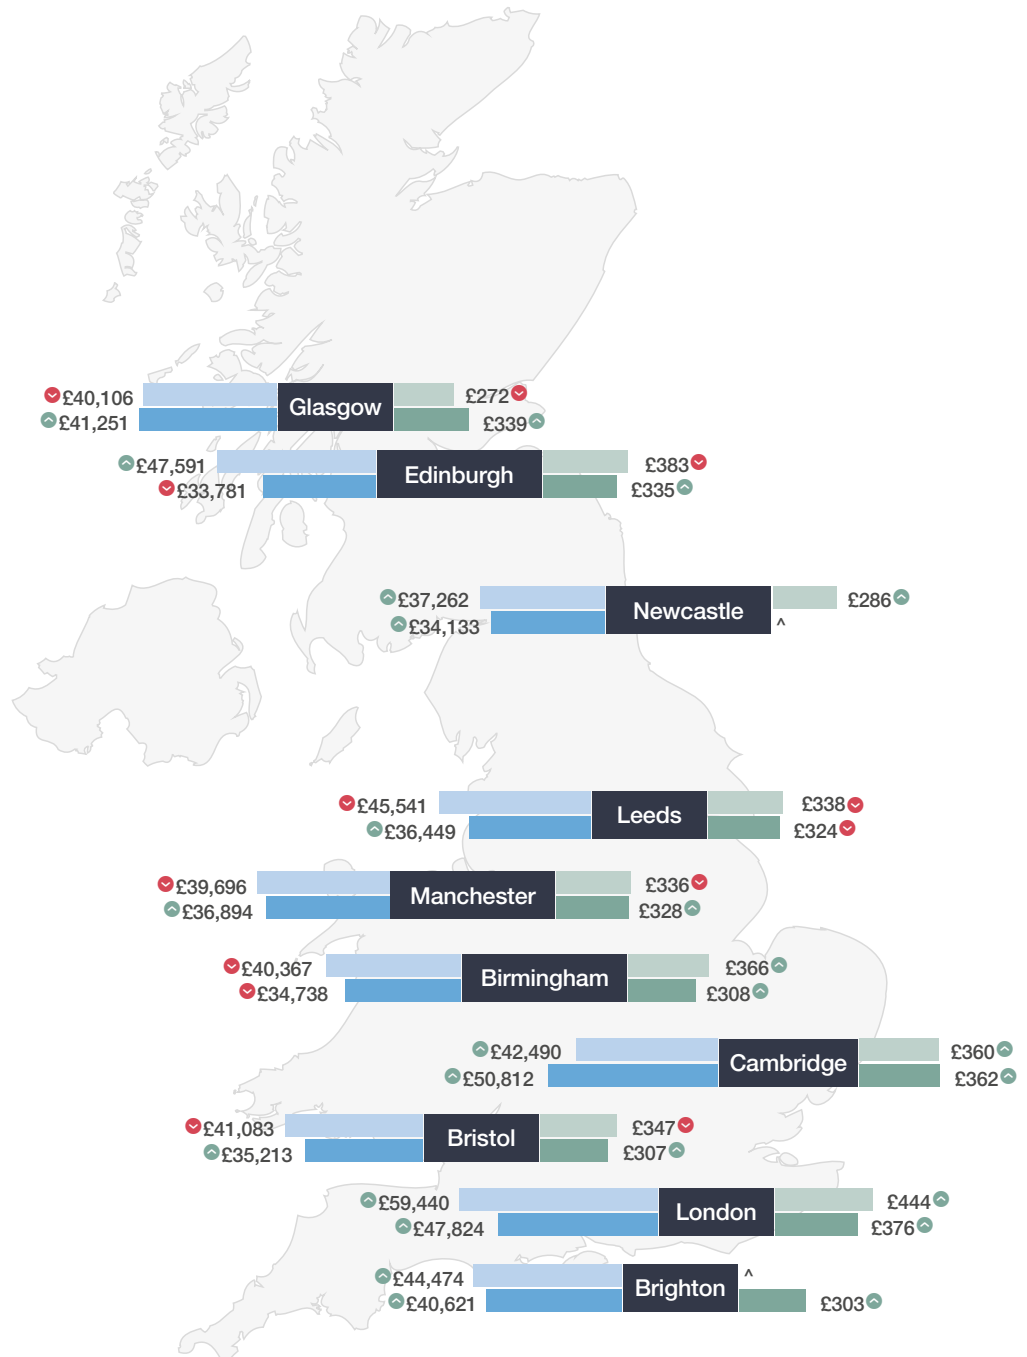 £40,106 Glasgow £272
£41,251 £339
£47,591 Edinburgh £383
£33,781 £335
£37,262 Newcastle £286
£34,133 ^
£45,541 Leeds £338
£36,449 £324
£39,696 Manchester £336
£36,894 £328
£40,367 Birmingham £366
£34,738 £308
£42,490 Cambridge £360
£50,812 £362
£41,083 Bristol £347
£35,213 £307
£59,440 London £444
£47,824 £376
£44,474 Brighton ^
£40,621 £303